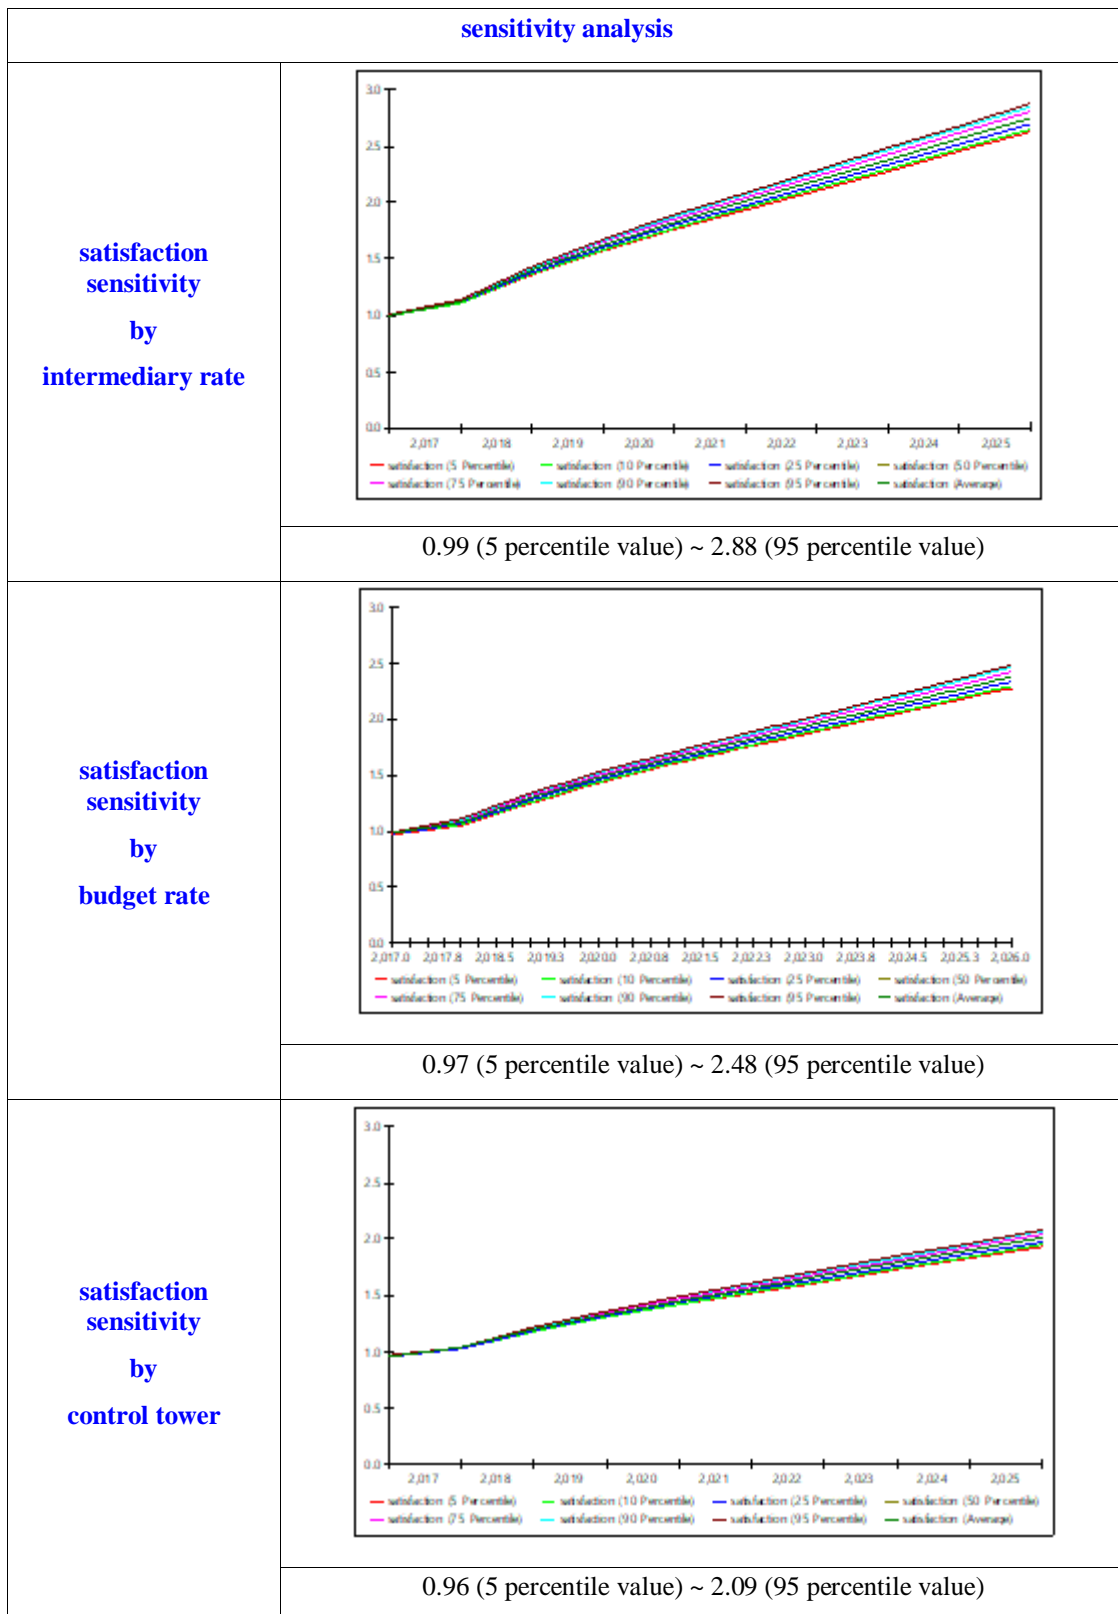 sensitivity analysis
satisfaction
sensitivity
by
intermediary rate
3.0
2.5
2.0
1.5
1.0
0.5
0.0
2,017 2,018 2,019 2,020 2,021 2,022 2,023 2,024 2,025
satisfaction (5 Percentile) satisfaction (10 Percentile) satisfaction (25 Percentile) satisfaction (50 Percentile)
satisfaction (75 Percentile) satisfaction (90 Percentile) satisfaction (95 Percentile) satisfaction (Average)
0.99 (5 percentile value) ~ 2.88 (95 percentile value)
satisfaction
sensitivity
by
budget rate
3.0
2.5
2.0
1.5
1.0
0.5
0.0
2,017.0 2,017.8 2,018.5 2,019.3 2,020.0 2,020.8 2,021.5 2,022.3 2,023.0 2,023.8 2,024.5 2,025.3 2,026.0
satisfaction (5 Percentile) satisfaction (10 Percentile) satisfaction (25 Percentile) satisfaction (50 Percentile)
satisfaction (75 Percentile) satisfaction (90 Percentile) satisfaction (95 Percentile) satisfaction (Average)
0.97 (5 percentile value) ~ 2.48 (95 percentile value)
satisfaction
sensitivity
by
control tower
3.0
2.5
2.0
1.5
1.0
0.5
0.0
2,017 2,018 2,019 2,020 2,021 2,022 2,023 2,024 2,025
satisfaction (5 Percentile) satisfaction (10 Percentile) satisfaction (25 Percentile) satisfaction (50 Percentile)
satisfaction (75 Percentile) satisfaction (90 Percentile) satisfaction (95 Percentile) satisfaction (Average)
0.96 (5 percentile value) ~ 2.09 (95 percentile value)